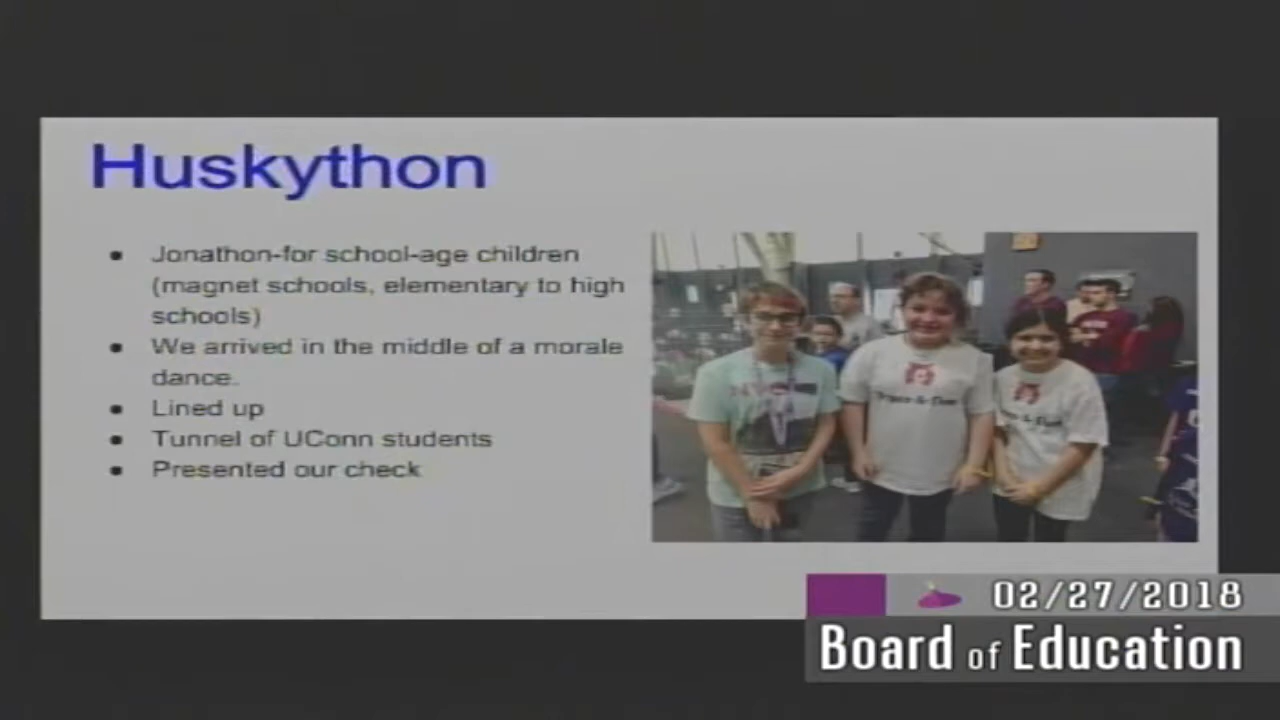 Huskython
● Jonathon-for school-age children
(magnet schools, elementary to high
schools)
● We arrived in the middle of a morale
dance.
● Lined up
● Tunnel of UConn students
● Presented our check
02/27/2018
Board of Education